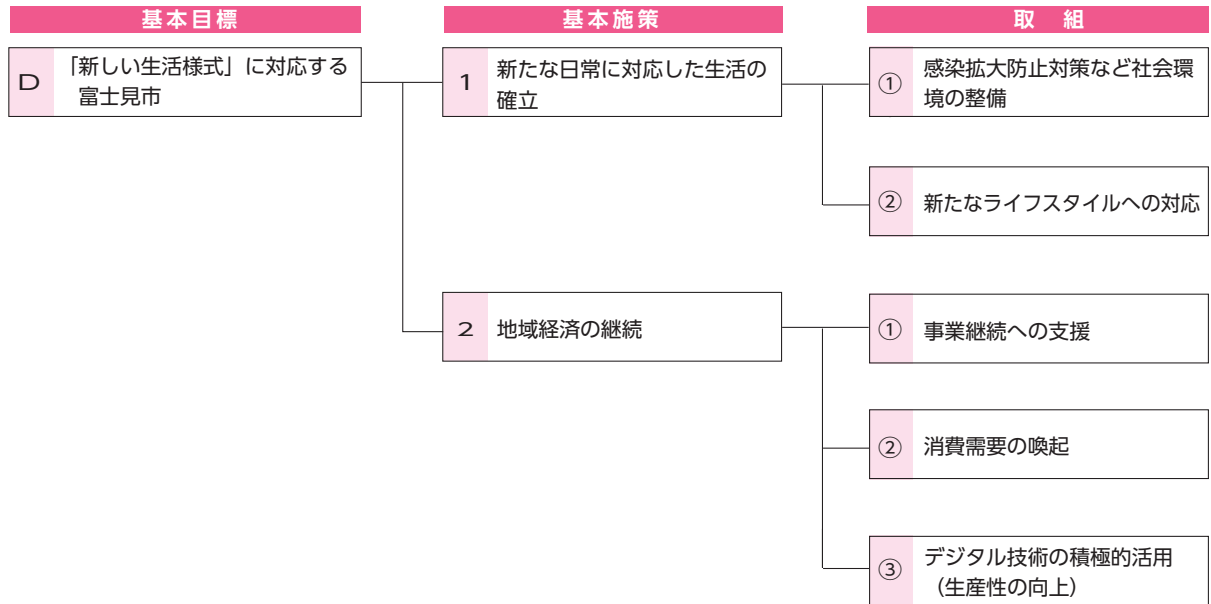 基本目標
基本施策
取 組
D
「新しい生活様式」に対応する
富士見市
1
新たな日常に対応した生活の
確立
①
感染拡大防止対策など社会環
境の整備
②
新たなライフスタイルへの対応
2
地域経済の継続
①
事業継続への支援
②
消費需要の喚起
③
デジタル技術の積極的活用
（生産性の向上）